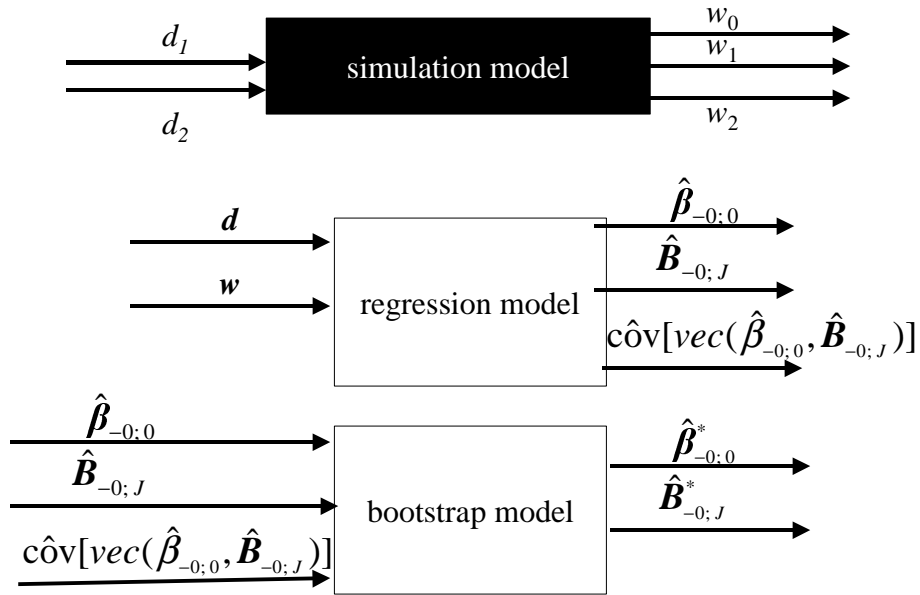 d₁
d₂
simulation model
w₀
w₁
w₂
d
w
regression model
β̂₋₀;₀
B̂₋₀;J
côv[vec(β̂₋₀;₀, B̂₋₀;J)]
β̂₋₀;₀
B̂₋₀;J
côv[vec(β̂₋₀;₀, B̂₋₀;J)]
bootstrap model
β̂*₋₀;₀
B̂*₋₀;J